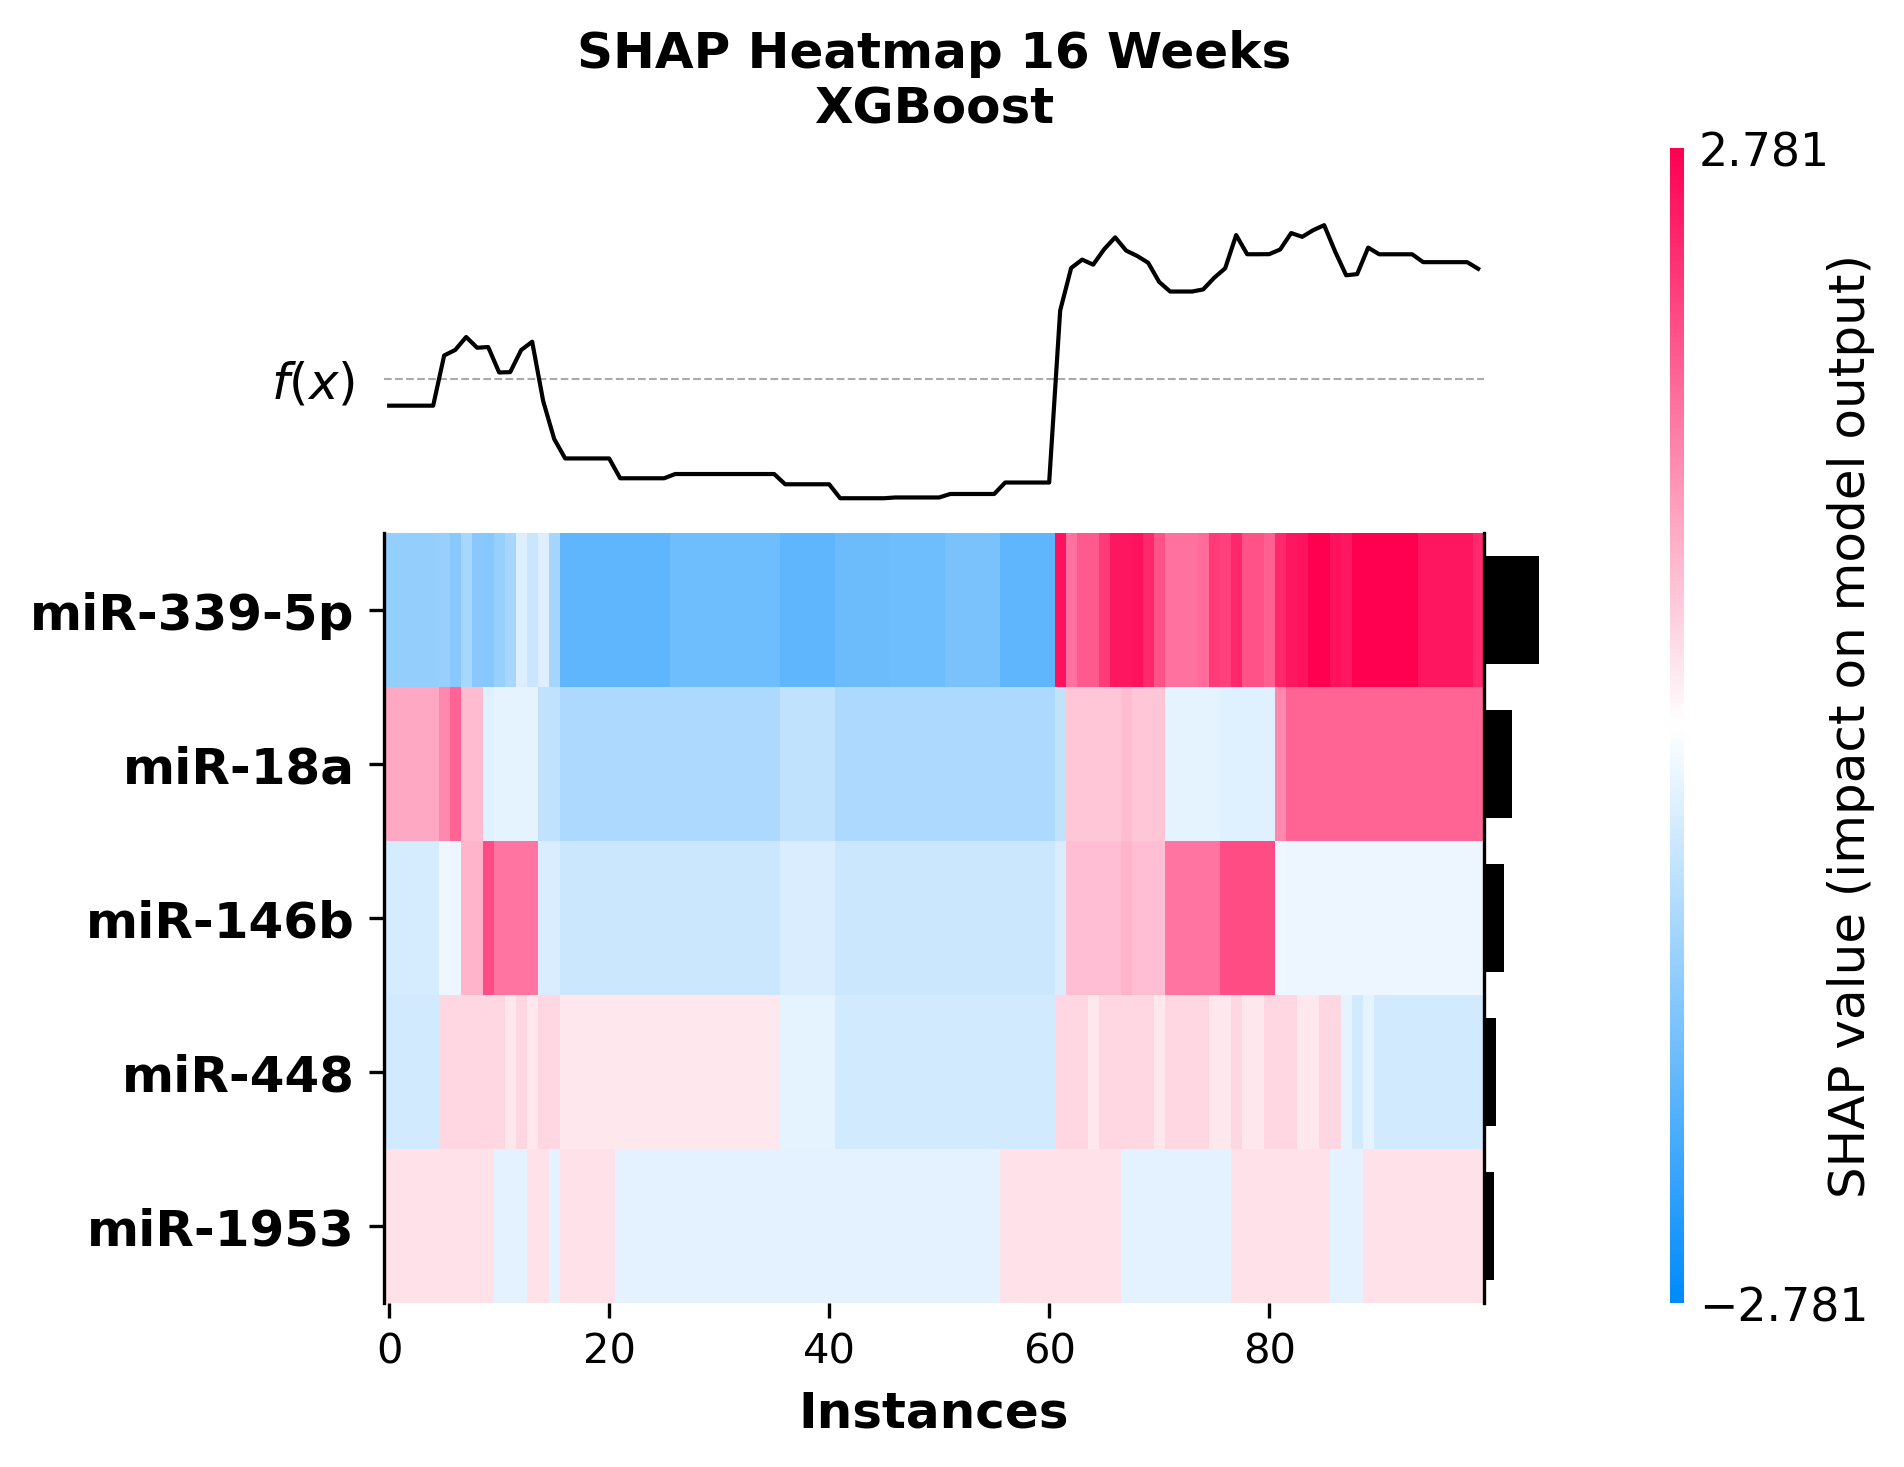 SHAP Heatmap 16 Weeks
XGBoost
2.781
f(x)
miR-339-5p
miR-18a
miR-146b
miR-448
miR-1953
SHAP value (impact on model output)
−2.781
0 20 40 60 80
Instances